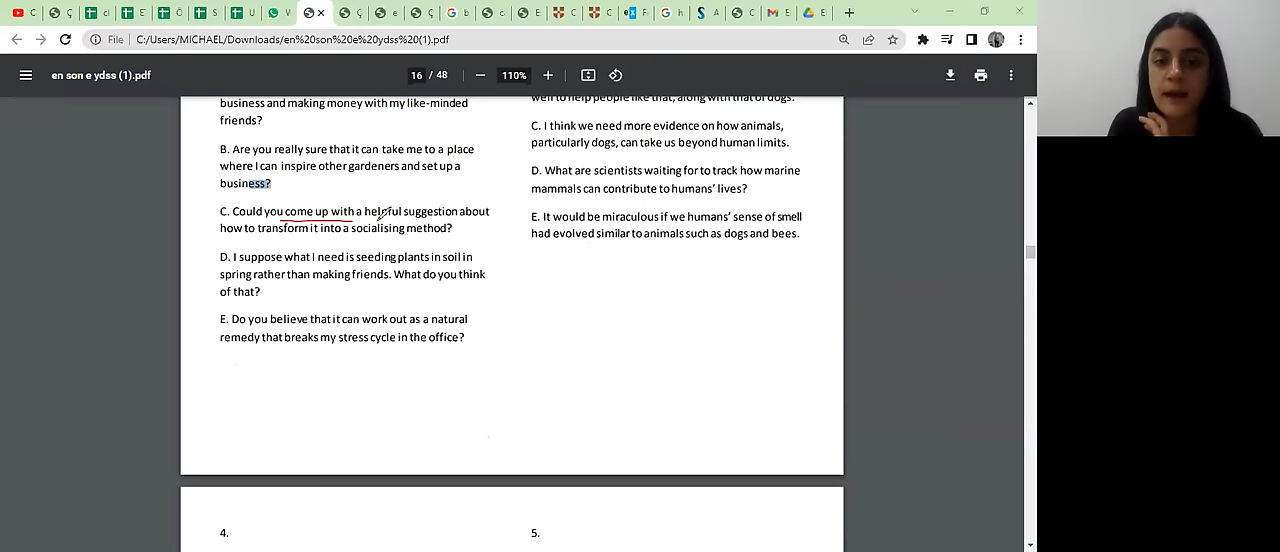 C
Ç
E
Ö
S
U
V
Ç
Ç
e
Ç
b
c
E
C
C
F
h
A
C
E
E
File
C:/Users/MICHAEL/Downloads/en%20son%20e%20ydss%20(1).pdf
en son e ydss (1).pdf
16 / 48
110%
business and making money with my like-minded
friends?
B. Are you really sure that it can take me to a place
where I can inspire other gardeners and set up a
business?
C. Could you come up with a helpful suggestion about
how to transform it into a socialising method?
D. I suppose what I need is seeding plants in soil in
spring rather than making friends. What do you think
of that?
E. Do you believe that it can work out as a natural
remedy that breaks my stress cycle in the office?
well to help people like that, along with that of dogs.
C. I think we need more evidence on how animals,
particularly dogs, can take us beyond human limits.
D. What are scientists waiting for to track how marine
mammals can contribute to humans' lives?
E. It would be miraculous if we humans' sense of smell
had evolved similar to animals such as dogs and bees.
4.
5.